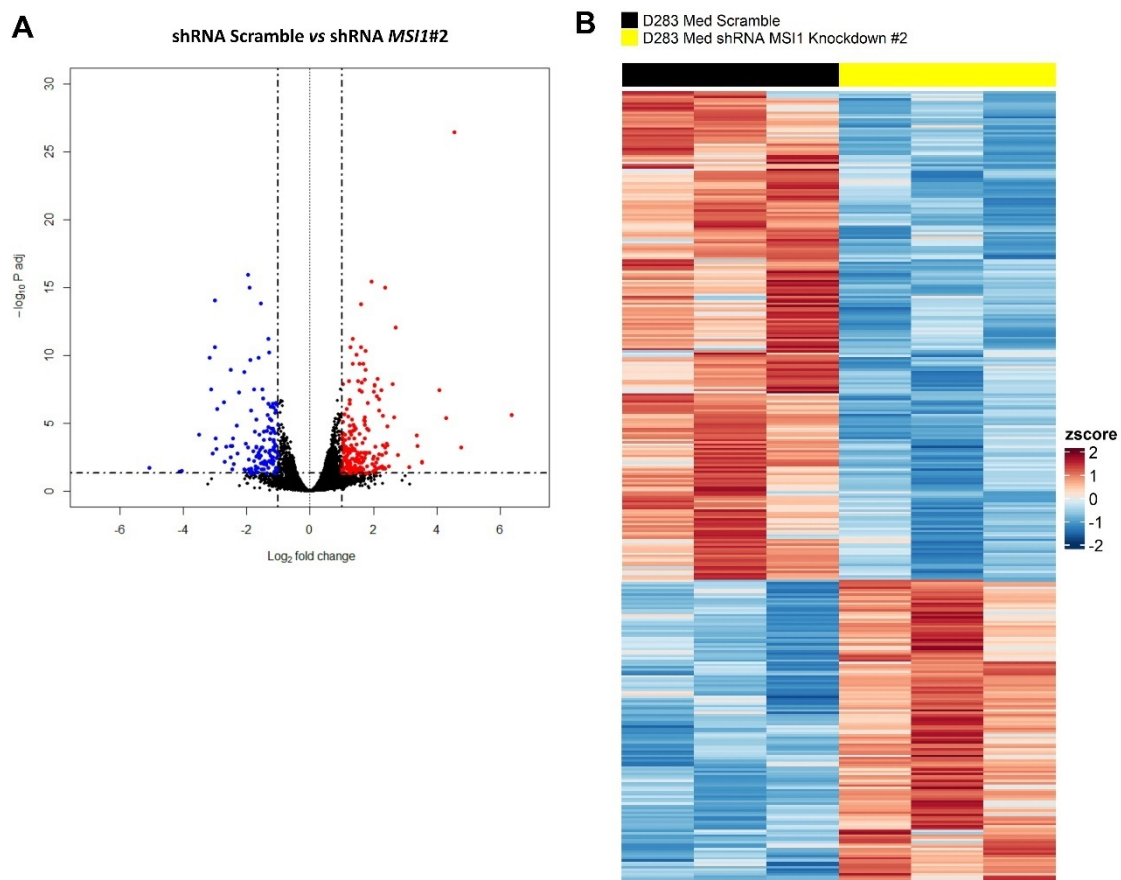 A
shRNA Scramble vs shRNA MSI1#2
30
25
20
15
10
5
0
-log10 P adj
-6
-4
-2
0
2
4
6
Log2 fold change
B
D283 Med Scramble
D283 Med shRNA MSI1 Knockdown #2
zscore
2
1
0
-1
-2